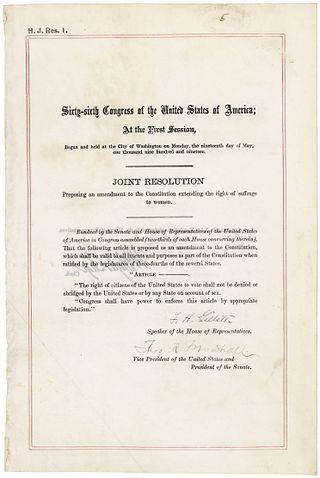 5
H. J. Res. 1.
Sixty-sixth Congress of the United States of America;
At the First Session,
Begun and held at the City of Washington on Monday, the nineteenth day of May,
one thousand nine hundred and nineteen.
JOINT RESOLUTION
Proposing an amendment to the Constitution extending the right of suffrage
to women.
Resolved by the Senate and House of Representatives of the United States
of America in Congress assembled (two-thirds of each House concurring therein),
That the following article is proposed as an amendment to the Constitution,
which shall be valid to all intents and purposes as part of the Constitution when
ratified by the legislatures of three-fourths of the several States.
"ARTICLE ———.
"The right of citizens of the United States to vote shall not be denied or
abridged by the United States or by any State on account of sex.
"Congress shall have power to enforce this article by appropriate
legislation."
F. H. Gillett
Speaker of the House of Representatives.
Thos. R. Marshall
Vice President of the United States and
President of the Senate.